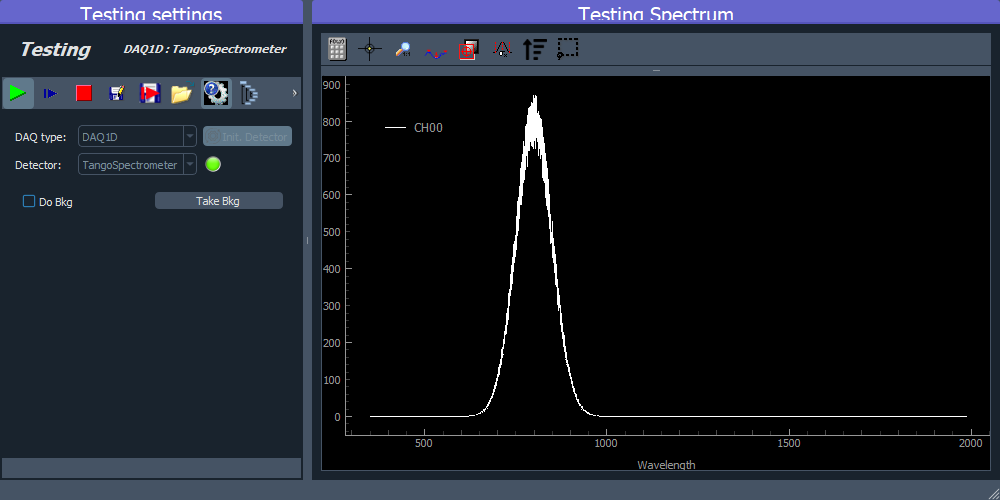 Testing settings
Testing Spectrum
Testing
DAQ1D : TangoSpectrometer
DAQ type:
DAQ1D
Init. Detector
Detector:
TangoSpectrometer
Do Bkg
Take Bkg
CH00
900
800
700
600
500
400
300
200
100
0
500
1000
1500
2000
Wavelength